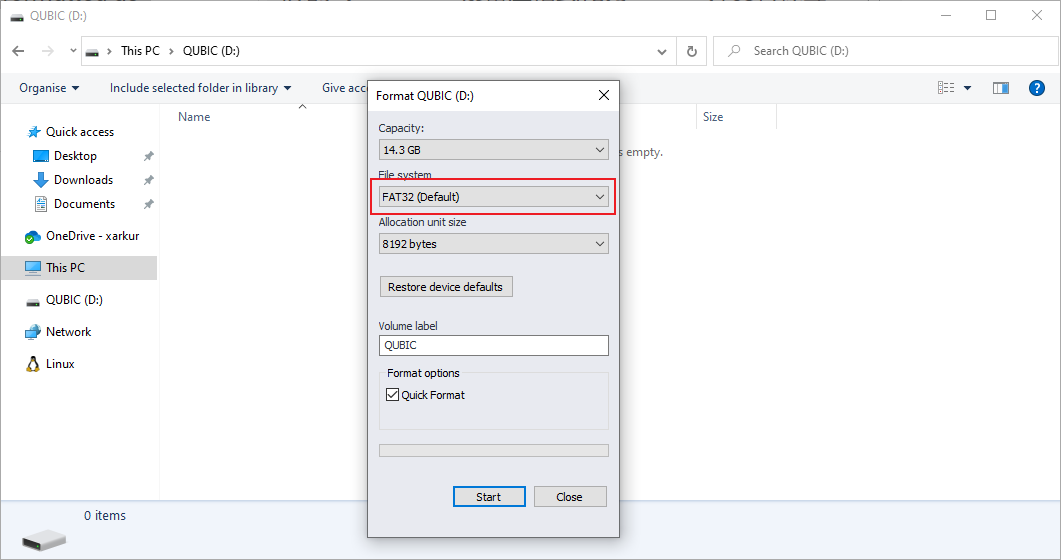 QUBIC (D:)
This PC
QUBIC (D:)
Search QUBIC (D:)
Organise
Include selected folder in library
Give acc
?
Name
Size
s empty.
Quick access
Desktop
Downloads
Documents
OneDrive - xarkur
This PC
QUBIC (D:)
Network
Linux
Format QUBIC (D:)
Capacity:
14.3 GB
File system
FAT32 (Default)
Allocation unit size
8192 bytes
Restore device defaults
Volume label
QUBIC
Format options
Quick Format
Start
Close
0 items